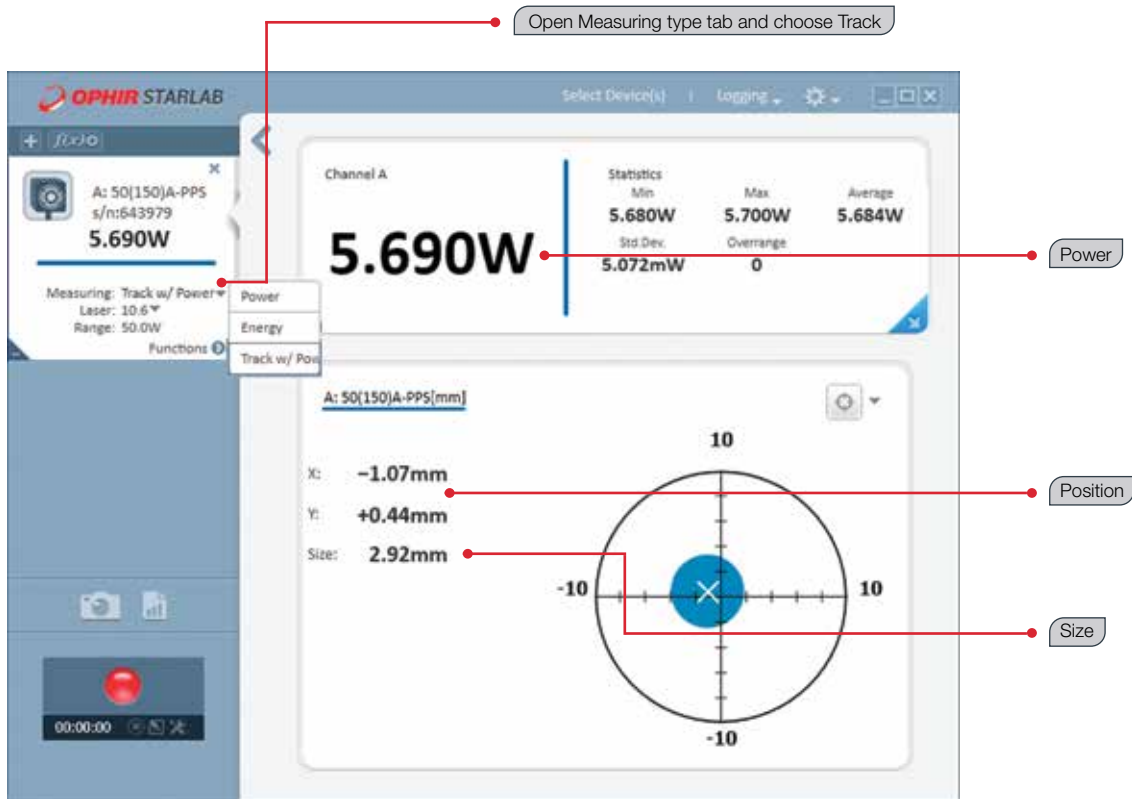 Open Measuring type tab and choose Track
OPHIR STARLAB
Select Device(s) | Logging
+ f(x)
A: 50(150)A-PPS
s/n:643979
5.690W
Measuring: Track w/ Power
Laser: 10.6
Range: 50.0W
Functions
Power
Energy
Track w/ Pow
Channel A
5.690W
Statistics
Min Max Average
5.680W 5.700W 5.684W
Std.Dev. Overrange
5.072mW 0
Power
A: 50(150)A-PPS[mm]
X: −1.07mm
Y: +0.44mm
Size: 2.92mm
10
-10 10
-10
Position
Size
00:00:00